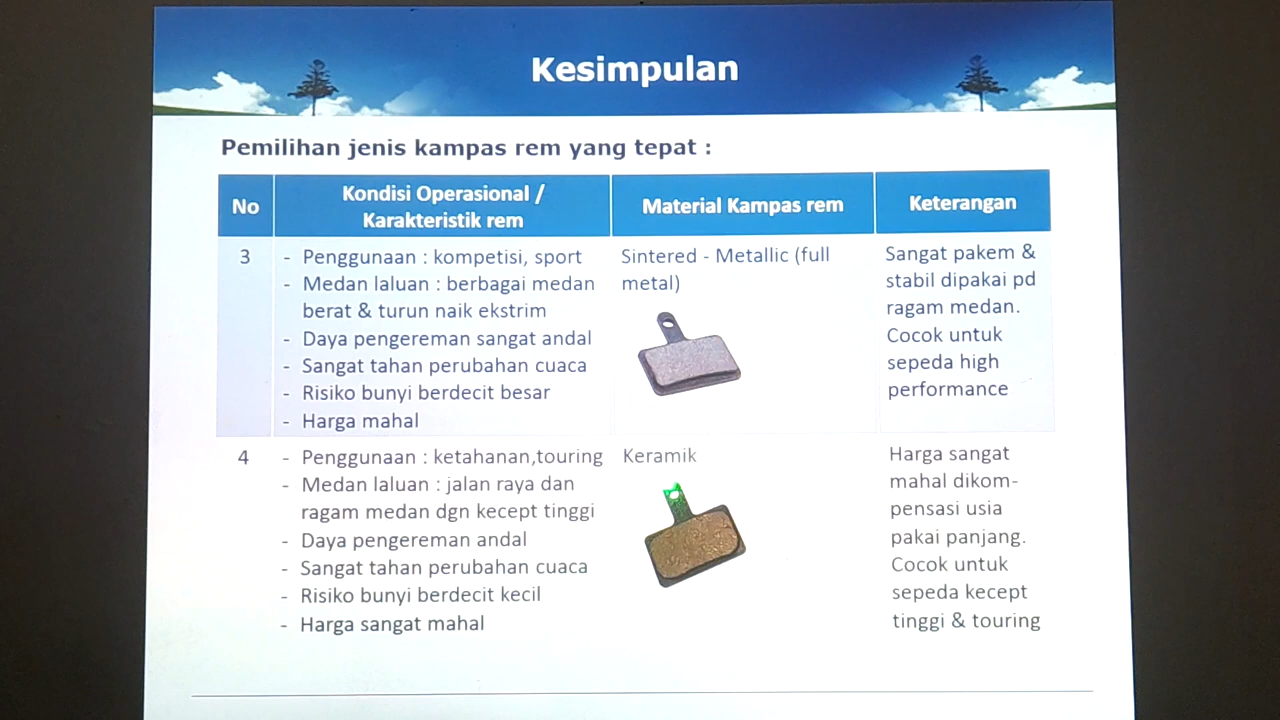 Kesimpulan
Pemilihan jenis kampas rem yang tepat :
No
Kondisi Operasional /
Karakteristik rem
Material Kampas rem
Keterangan
3
- Penggunaan : kompetisi, sport
- Medan laluan : berbagai medan
berat & turun naik ekstrim
- Daya pengereman sangat andal
- Sangat tahan perubahan cuaca
- Risiko bunyi berdecit besar
- Harga mahal
Sintered - Metallic (full
metal)
Sangat pakem &
stabil dipakai pd
ragam medan.
Cocok untuk
sepeda high
performance
4
- Penggunaan : ketahanan,touring
- Medan laluan : jalan raya dan
ragam medan dgn kecept tinggi
- Daya pengereman andal
- Sangat tahan perubahan cuaca
- Risiko bunyi berdecit kecil
- Harga sangat mahal
Keramik
Harga sangat
mahal dikom-
pensasi usia
pakai panjang.
Cocok untuk
sepeda kecept
tinggi & touring